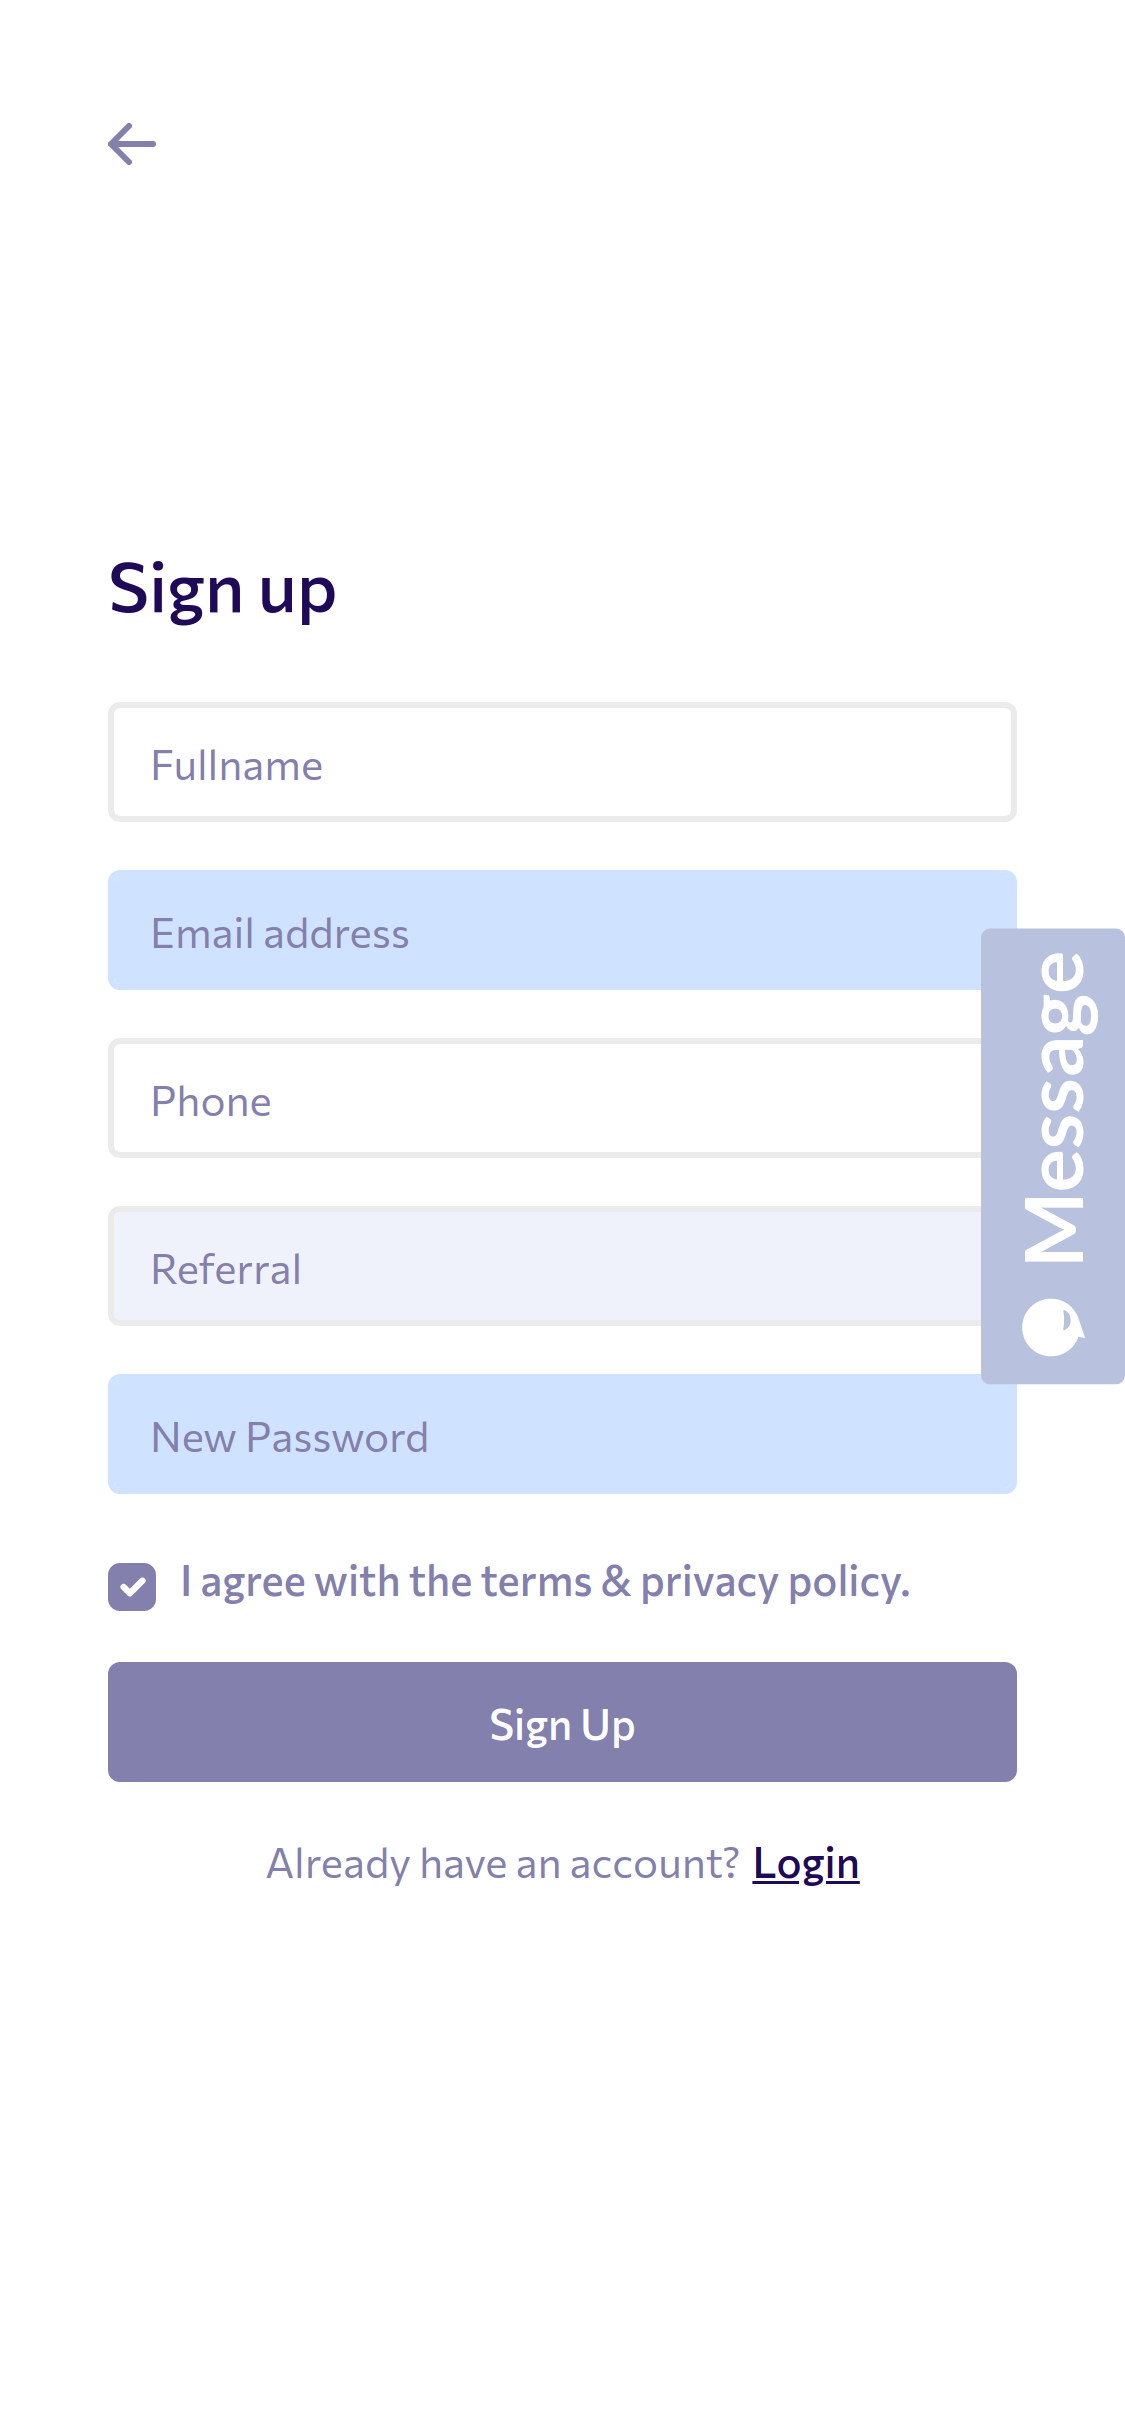 Sign up
Fullname
Email address
Phone
Referral
New Password
Message
I agree with the terms & privacy policy.
Sign Up
Already have an account? Login